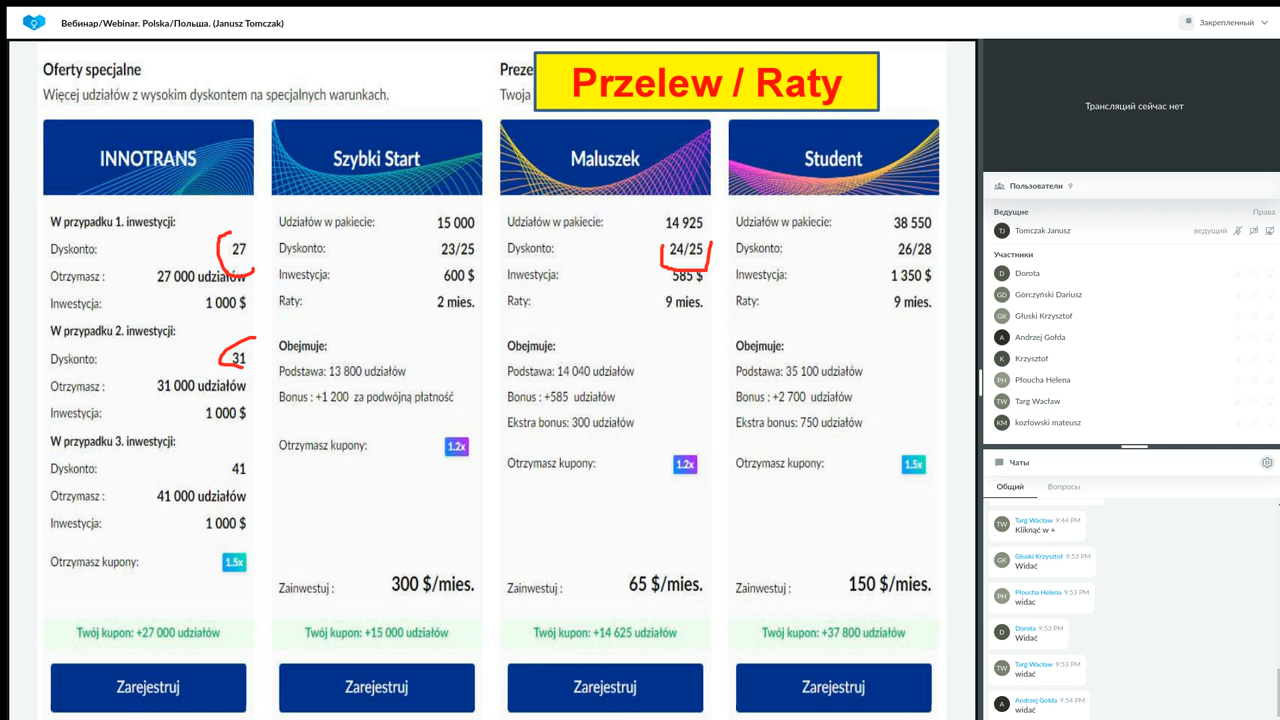 Вебинар/Webinar. Polska/Польша. (Janusz Tomczak)
Закрепленный
Oferty specjalne
Więcej udziałów z wysokim dyskontem na specjalnych warunkach.
Preze
Twoja
Przelew / Raty
INNOTRANS
W przypadku 1. inwestycji:
Dyskonto: 27
Otrzymasz : 27 000 udziałów
Inwestycja: 1 000 $
W przypadku 2. inwestycji:
Dyskonto: 31
Otrzymasz : 31 000 udziałów
Inwestycja: 1 000 $
W przypadku 3. inwestycji:
Dyskonto: 41
Otrzymasz : 41 000 udziałów
Inwestycja: 1 000 $
Otrzymasz kupony: 1.5x
Twój kupon: +27 000 udziałów
Zarejestruj
Szybki Start
Udziałów w pakiecie: 15 000
Dyskonto: 23/25
Inwestycja: 600 $
Raty: 2 mies.
Obejmuje:
Podstawa: 13 800 udziałów
Bonus : +1 200 za podwójną płatność
Otrzymasz kupony: 1.2x
Zainwestuj : 300 $/mies.
Twój kupon: +15 000 udziałów
Zarejestruj
Maluszek
Udziałów w pakiecie: 14 925
Dyskonto: 24/25
Inwestycja: 585 $
Raty: 9 mies.
Obejmuje:
Podstawa: 14 040 udziałów
Bonus : +585 udziałów
Ekstra bonus: 300 udziałów
Otrzymasz kupony: 1.2x
Zainwestuj : 65 $/mies.
Twój kupon: +14 625 udziałów
Zarejestruj
Student
Udziałów w pakiecie: 38 550
Dyskonto: 26/28
Inwestycja: 1 350 $
Raty: 9 mies.
Obejmuje:
Podstawa: 35 100 udziałów
Bonus : +2 700 udziałów
Ekstra bonus: 750 udziałów
Otrzymasz kupony: 1.5x
Zainwestuj : 150 $/mies.
Twój kupon: +37 800 udziałów
Zarejestruj
Трансляций сейчас нет
Пользователи 9
Ведущие Права
TJ Tomczak Janusz ведущий
Участники
D Dorota
GD Górczyński Dariusz
GK Głuski Krzysztof
A Andrzej Gołda
K Krzysztof
PH Płoucha Helena
TW Targ Wacław
KM kozłowski mateusz
Чаты
Общий Вопросы
TW Targ Wacław 9:44 PM
Kliknąć w +
GK Głuski Krzysztof 9:53 PM
Widać
PH Płoucha Helena 9:53 PM
widac
D Dorota 9:53 PM
Widać
TW Targ Wacław 9:53 PM
widać
A Andrzej Gołda 9:54 PM
widać